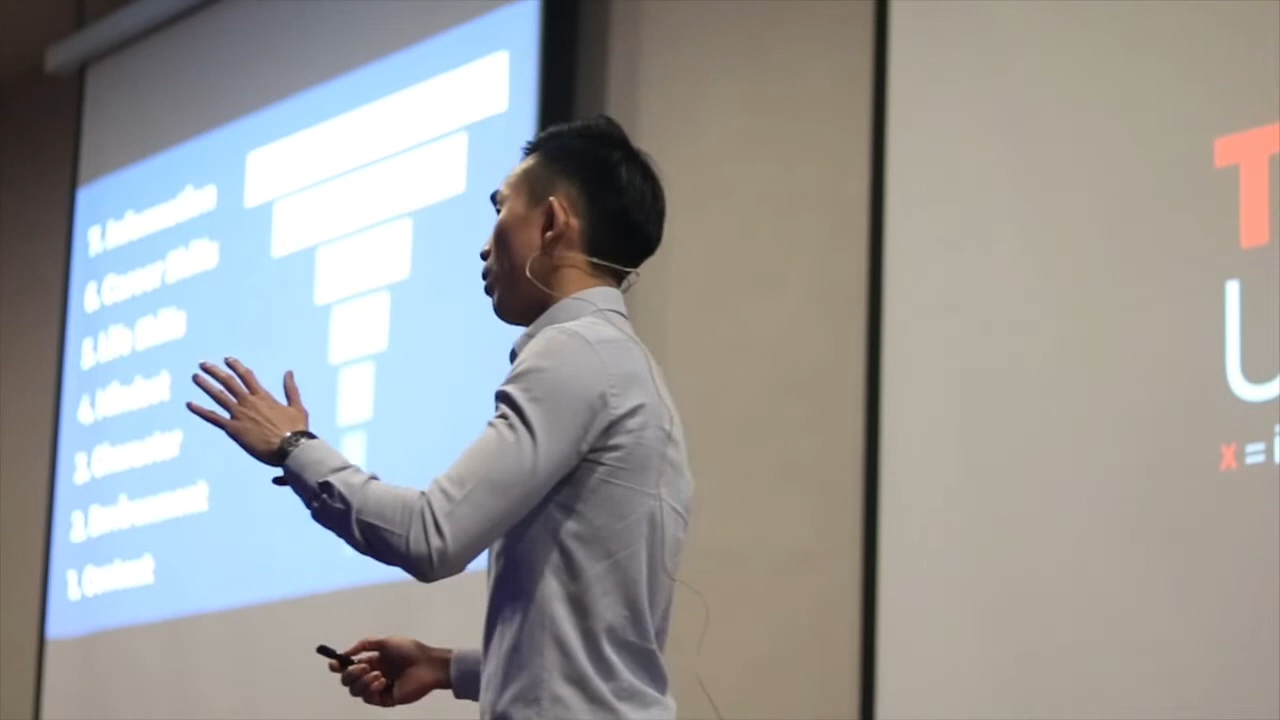 7. Information
6. Career Skills
5. Life Skills
4. Mindset
3. Character
2. Environment
1. Context
T
U
x = i